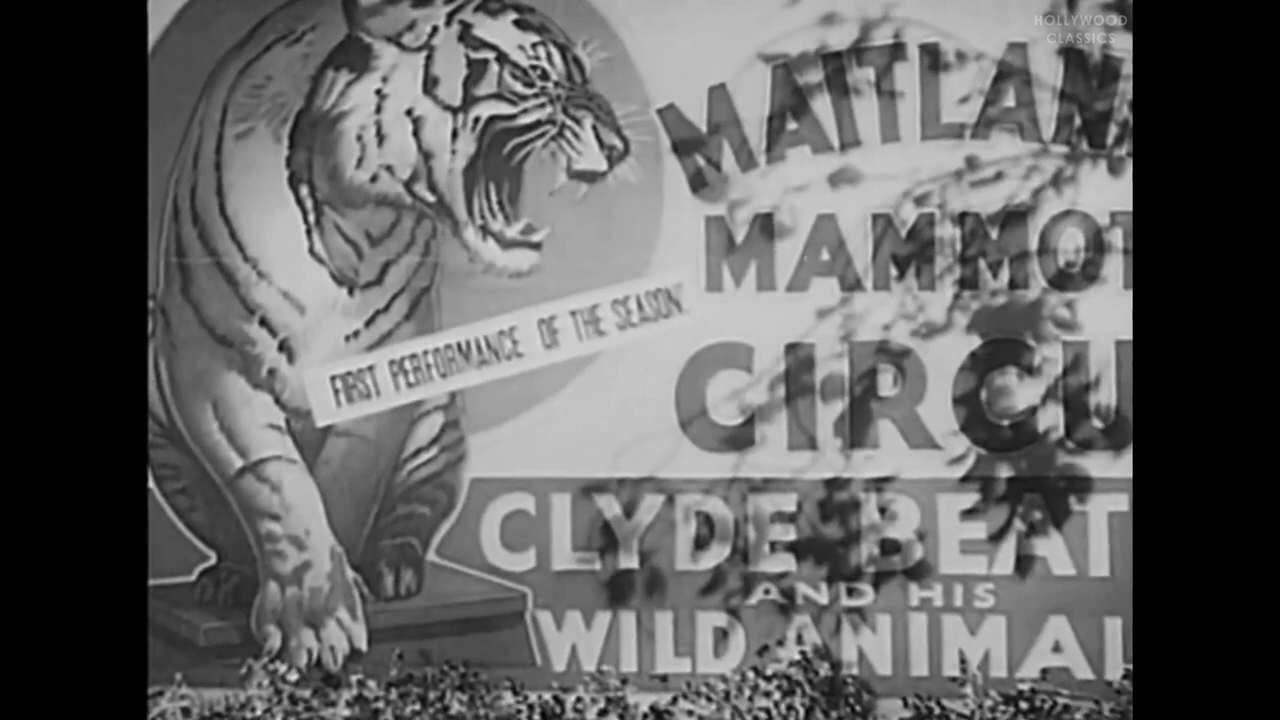 HOLLYWOOD
CLASSICS
MAITLAN
MAMMOT
CIRCU
FIRST PERFORMANCE OF THE SEASON
CLYDE BEAT
AND HIS
WILD ANIMAL